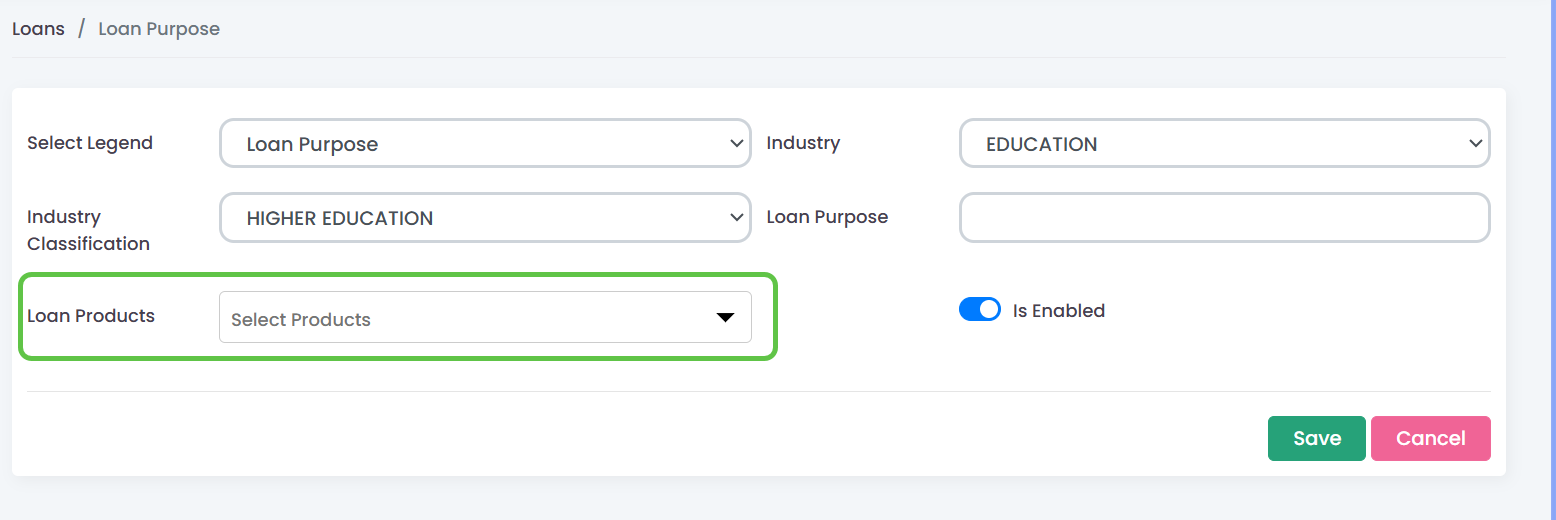 Loans / Loan Purpose
Select Legend
Loan Purpose
Industry
EDUCATION
Industry
Classification
HIGHER EDUCATION
Loan Purpose
Loan Products
Select Products
Is Enabled
Save
Cancel